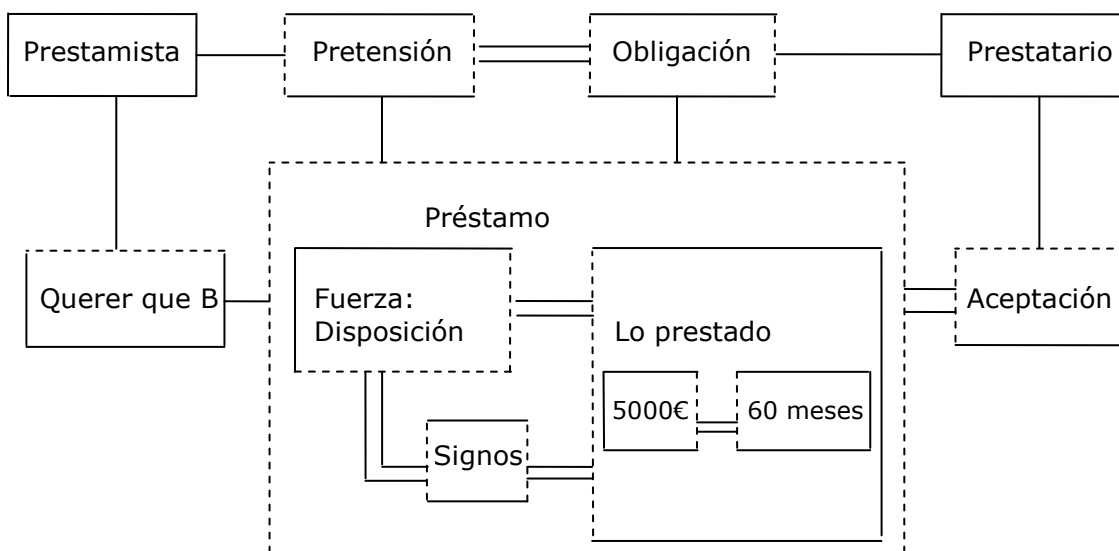 Prestamista
Pretensión
Obligación
Prestatario
Préstamo
Querer que B
Fuerza:
Disposición
Lo prestado
Aceptación
5000€
60 meses
Signos